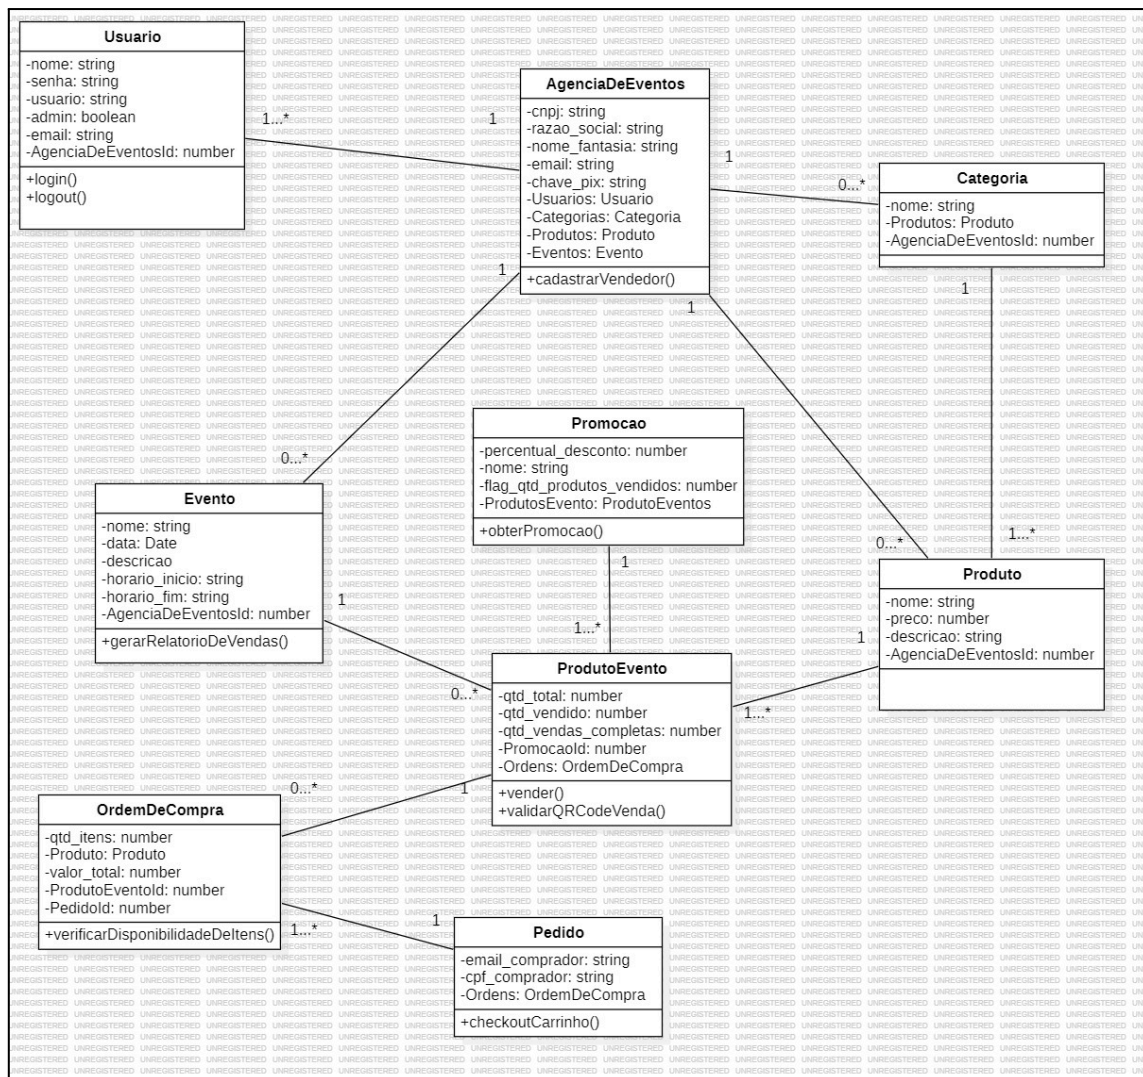 Usuario
-nome: string
-senha: string
-usuario: string
-admin: boolean
-email: string
-AgenciaDeEventosId: number
+login()
+logout()
1...*
1
AgenciaDeEventos
-cnpj: string
-razao_social: string
-nome_fantasia: string
-email: string
-chave_pix: string
-Usuarios: Usuario
-Categorias: Categoria
-Produtos: Produto
-Eventos: Evento
+cadastrarVendedor()
1
0...*
Categoria
-nome: string
-Produtos: Produto
-AgenciaDeEventosId: number
1
1
1
Promocao
-percentual_desconto: number
-nome: string
-flag_qtd_produtos_vendidos: number
-ProdutosEvento: ProdutoEventos
+obterPromocao()
0...*
Evento
-nome: string
-data: Date
-descricao
-horario_inicio: string
-horario_fim: string
-AgenciaDeEventosId: number
+gerarRelatorioDeVendas()
1
1
1...*
0...*
1...*
Produto
-nome: string
-preco: number
-descricao: string
-AgenciaDeEventosId: number
1
0...*
1...*
ProdutoEvento
-qtd_total: number
-qtd_vendido: number
-qtd_vendas_completas: number
-PromocaoId: number
-Ordens: OrdemDeCompra
+vender()
+validarQRCodeVenda()
0...*
1
OrdemDeCompra
-qtd_itens: number
-Produto: Produto
-valor_total: number
-ProdutoEventoId: number
-PedidoId: number
+verificarDisponibilidadeDeItens()
1...*
1
Pedido
-email_comprador: string
-cpf_comprador: string
-Ordens: OrdemDeCompra
+checkoutCarrinho()
UNREGISTERED